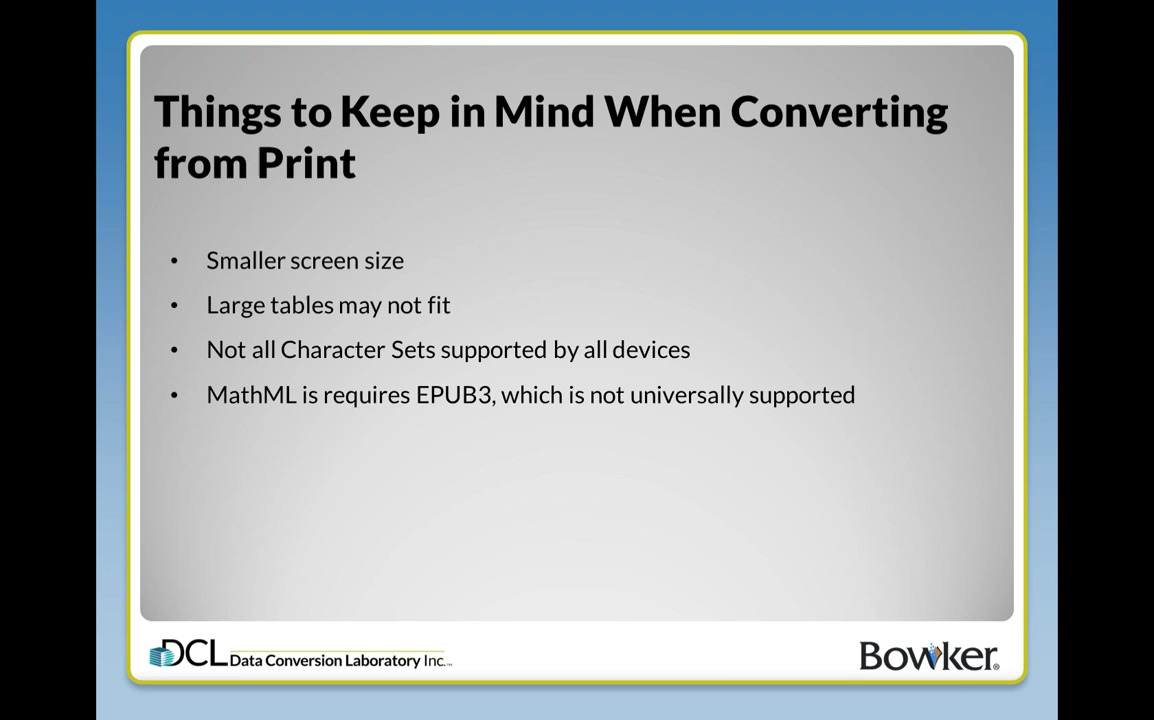 Things to Keep in Mind When Converting
from Print
• Smaller screen size
• Large tables may not fit
• Not all Character Sets supported by all devices
• MathML is requires EPUB3, which is not universally supported
DCL Data Conversion Laboratory Inc.™
Bowker®